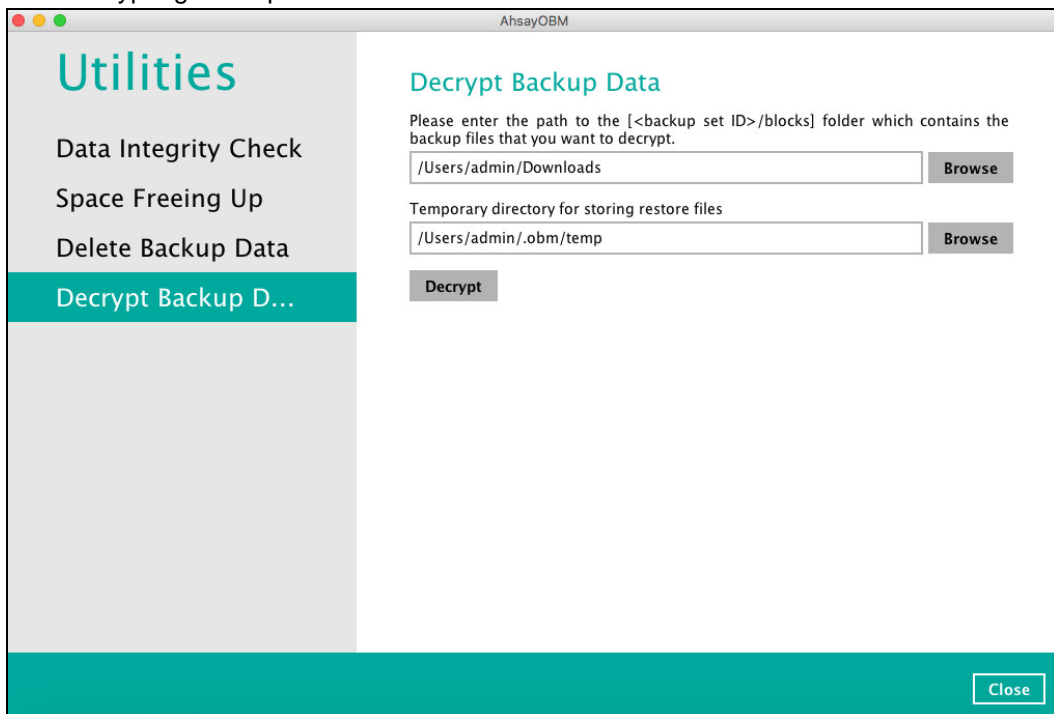 AhsayOBM
Utilities
Data Integrity Check
Space Freeing Up
Delete Backup Data
Decrypt Backup D...
Decrypt Backup Data
Please enter the path to the [<backup set ID>/blocks] folder which contains the
backup files that you want to decrypt.
/Users/admin/Downloads
Browse
Temporary directory for storing restore files
/Users/admin/.obm/temp
Browse
Decrypt
Close